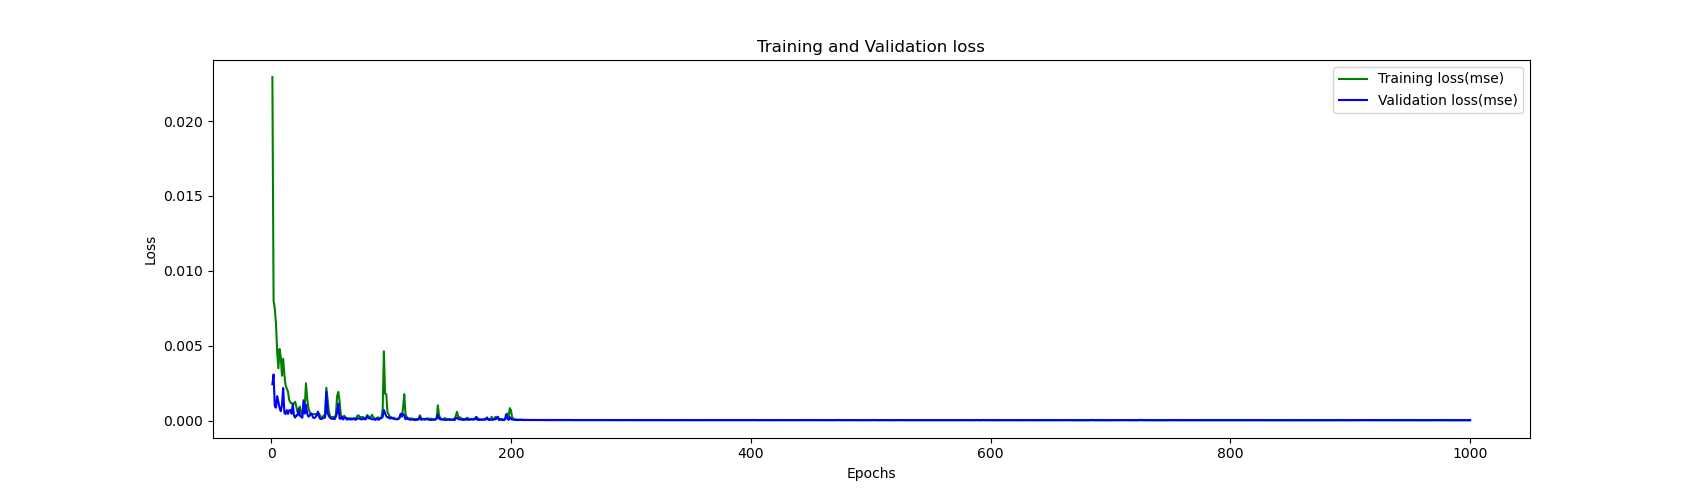 Training and Validation loss
Training loss(mse)
Validation loss(mse)
0.020
0.015
0.010
0.005
0.000
Loss
0 200 400 600 800 1000
Epochs